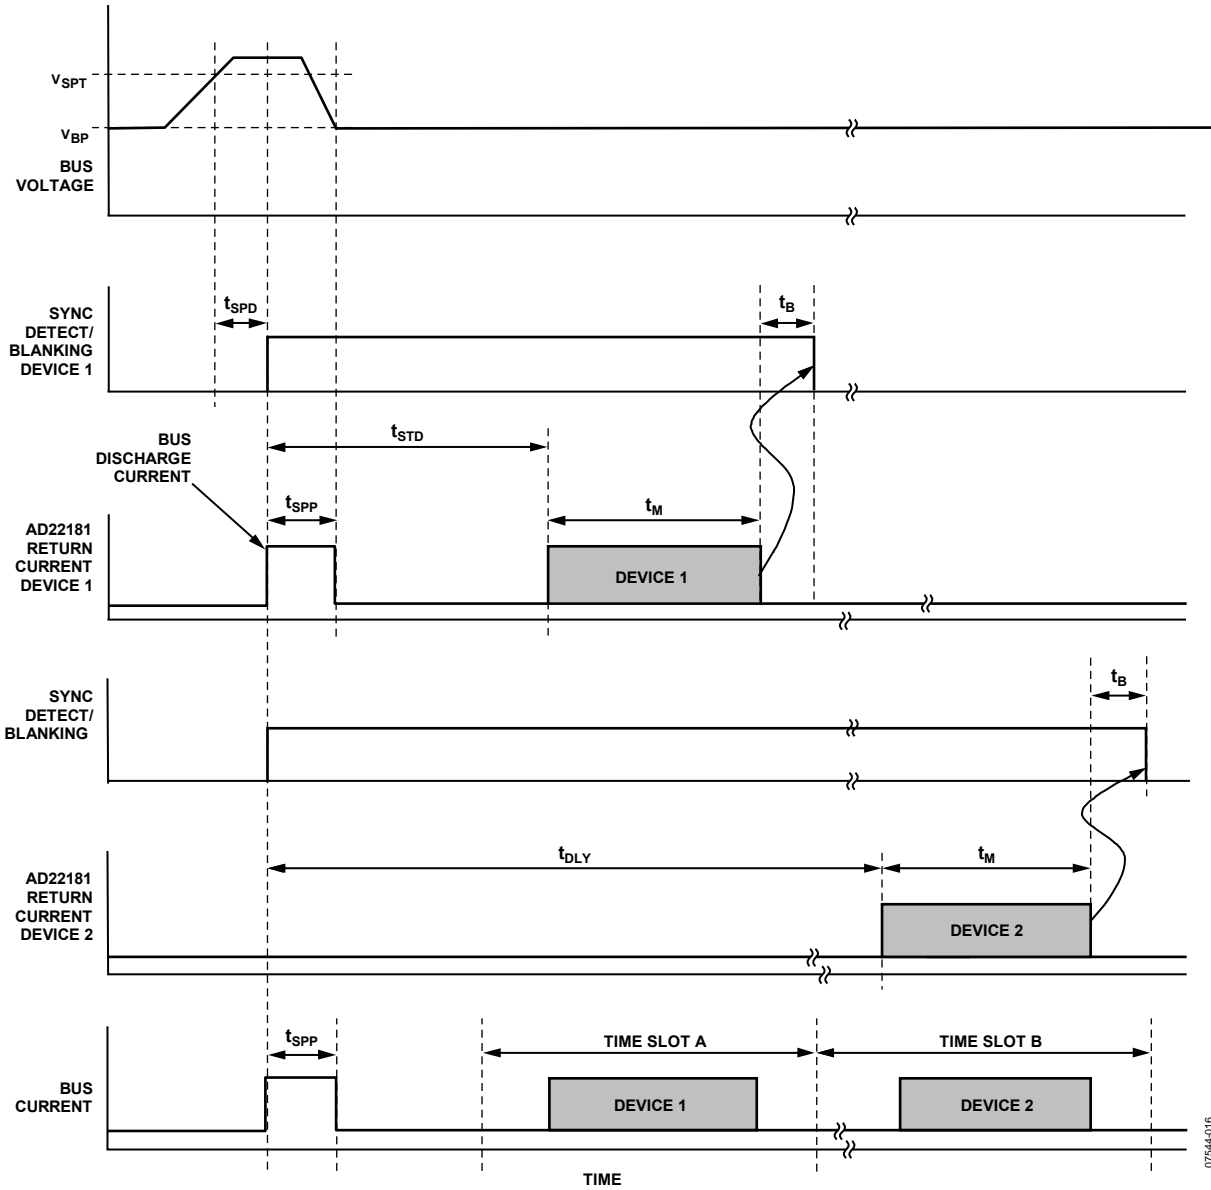 VSPT
VBP
BUS
VOLTAGE
SYNC
DETECT/
BLANKING
DEVICE 1
tSPD
tB
BUS
DISCHARGE
CURRENT
tSTD
tSPP
tM
AD22181
RETURN
CURRENT
DEVICE 1
DEVICE 1
SYNC
DETECT/
BLANKING
tB
tDLY
tM
AD22181
RETURN
CURRENT
DEVICE 2
DEVICE 2
tSPP
TIME SLOT A
TIME SLOT B
BUS
CURRENT
DEVICE 1
DEVICE 2
TIME
07544-016